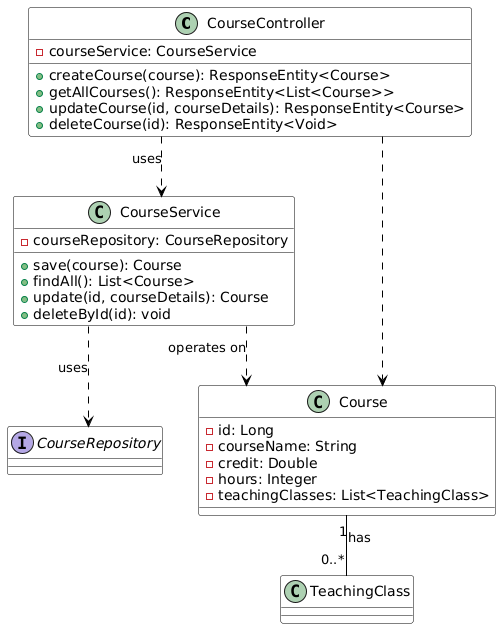 C CourseController
courseService: CourseService
createCourse(course): ResponseEntity<Course>
getAllCourses(): ResponseEntity<List<Course>>
updateCourse(id, courseDetails): ResponseEntity<Course>
deleteCourse(id): ResponseEntity<Void>
uses
C CourseService
courseRepository: CourseRepository
save(course): Course
findAll(): List<Course>
update(id, courseDetails): Course
deleteById(id): void
operates on
uses
C Course
id: Long
courseName: String
credit: Double
hours: Integer
teachingClasses: List<TeachingClass>
I CourseRepository
1
has
0..*
C TeachingClass